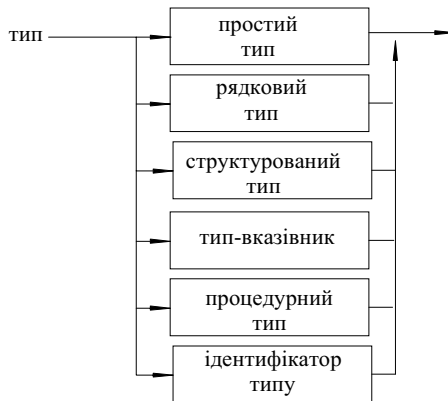 тип
простий
тип
рядковий
тип
структурований
тип
тип-вказівник
процедурний
тип
ідентифікатор
типу